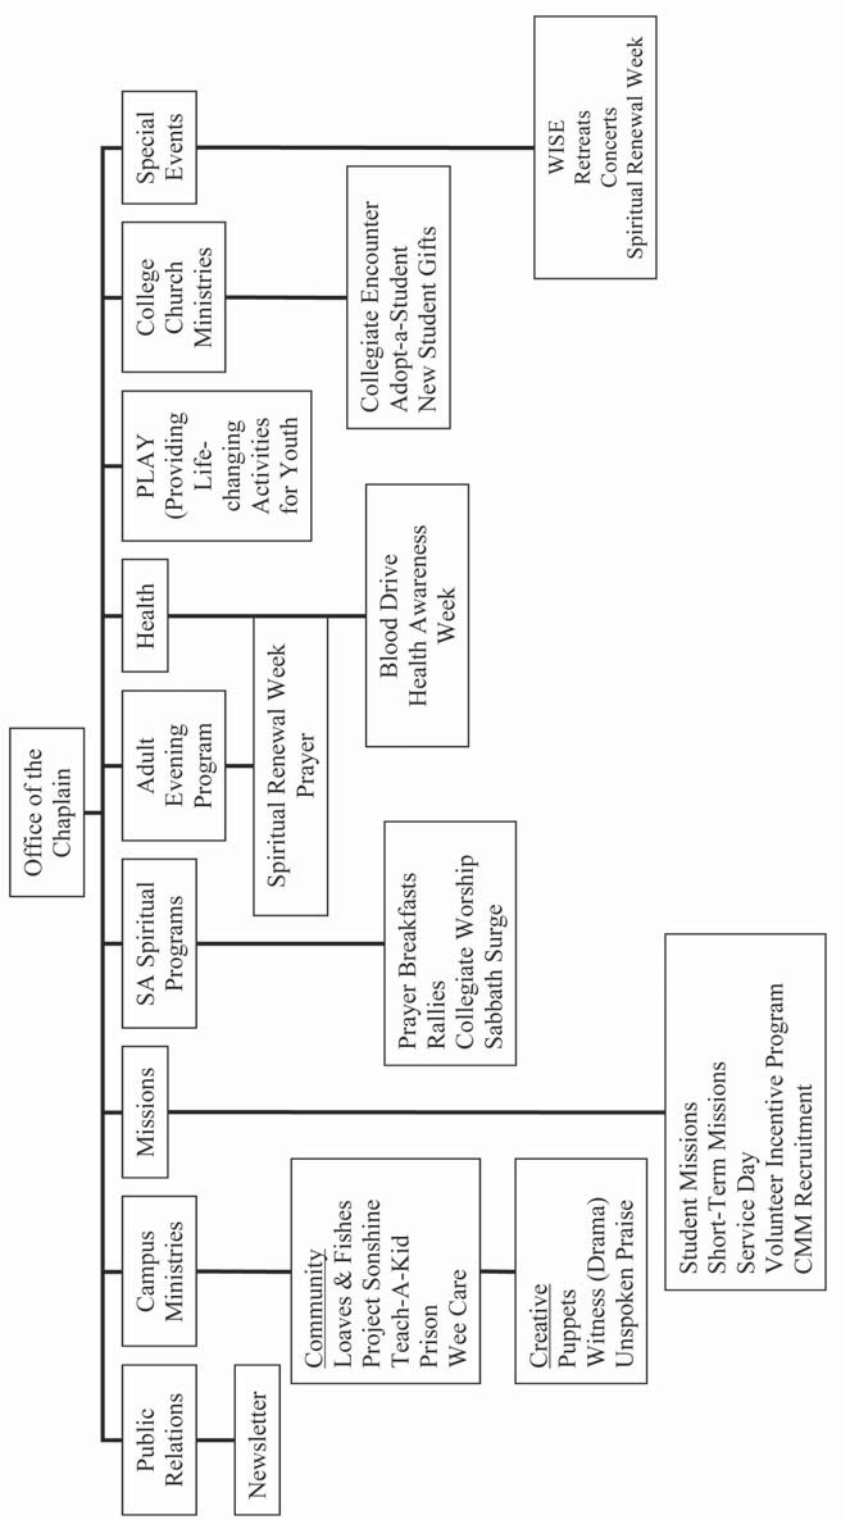 Office of the
Chaplain
Public
Relations
Campus
Ministries
Missions
SA Spiritual
Programs
Adult
Evening
Program
Health
PLAY
(Providing
Life-
changing
Activities
for Youth
College
Church
Ministries
Special
Events
Newsletter
Community
Loaves & Fishes
Project Sonshine
Teach-A-Kid
Prison
Wee Care
Creative
Puppets
Witness (Drama)
Unspoken Praise
Student Missions
Short-Term Missions
Service Day
Volunteer Incentive Program
CMM Recruitment
Prayer Breakfasts
Rallies
Collegiate Worship
Sabbath Surge
Spiritual Renewal Week
Prayer
Blood Drive
Health Awareness
Week
Collegiate Encounter
Adopt-a-Student
New Student Gifts
WISE
Retreats
Concerts
Spiritual Renewal Week